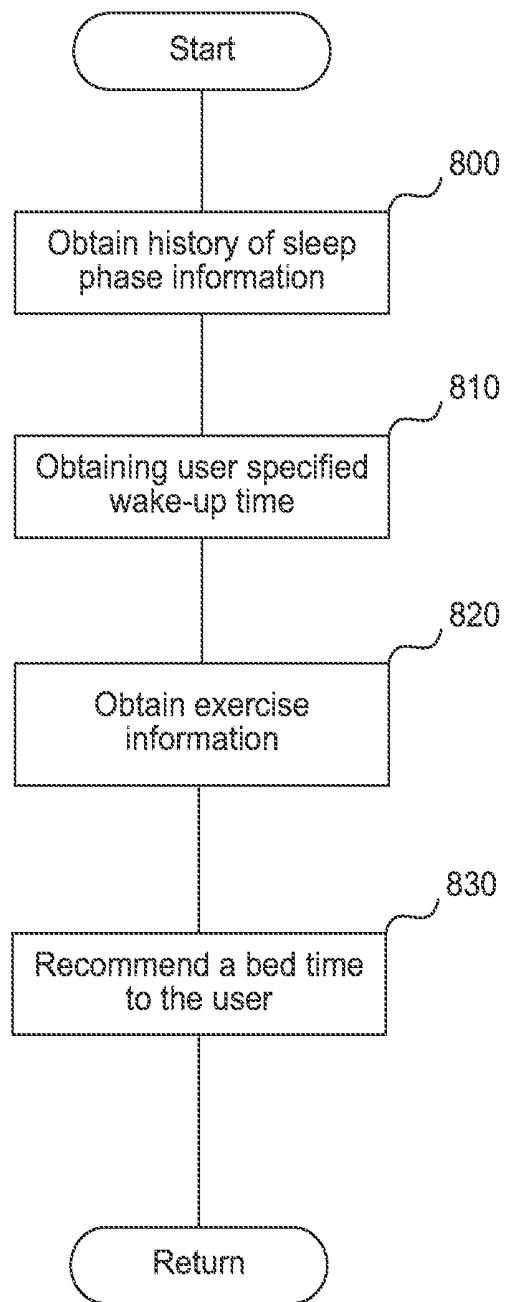 Start
800
Obtain history of sleep
phase information
810
Obtaining user specified
wake-up time
820
Obtain exercise
information
830
Recommend a bed time
to the user
Return